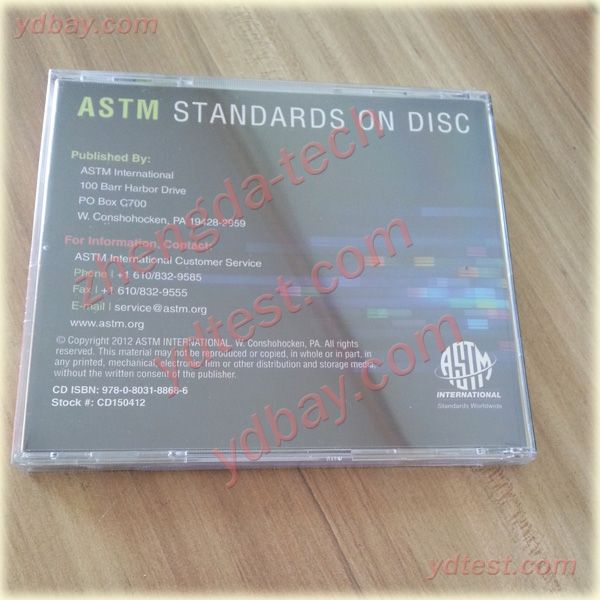 ydbay.com
ASTM STANDARDS ON DISC
Published By:
ASTM International
100 Barr Harbor Drive
PO Box C700
W. Conshohocken, PA 19428-2959
For Information, Contact:
ASTM International Customer Service
Phone | +1 610/832-9585
Fax | +1 610/832-9555
E-mail | service@astm.org
www.astm.org
© Copyright 2012 ASTM INTERNATIONAL, W. Conshohocken, PA. All rights
reserved. This material may not be reproduced or copied, in whole or in part, in
any printed, mechanical, electronic, film or other distribution and storage media,
without the written consent of the publisher.
CD ISBN: 978-0-8031-8868-6
Stock #: CD150412
ASTM
INTERNATIONAL
Standards Worldwide
zhengda-tech
ydtest.com
ydbay.com
ydtest.com